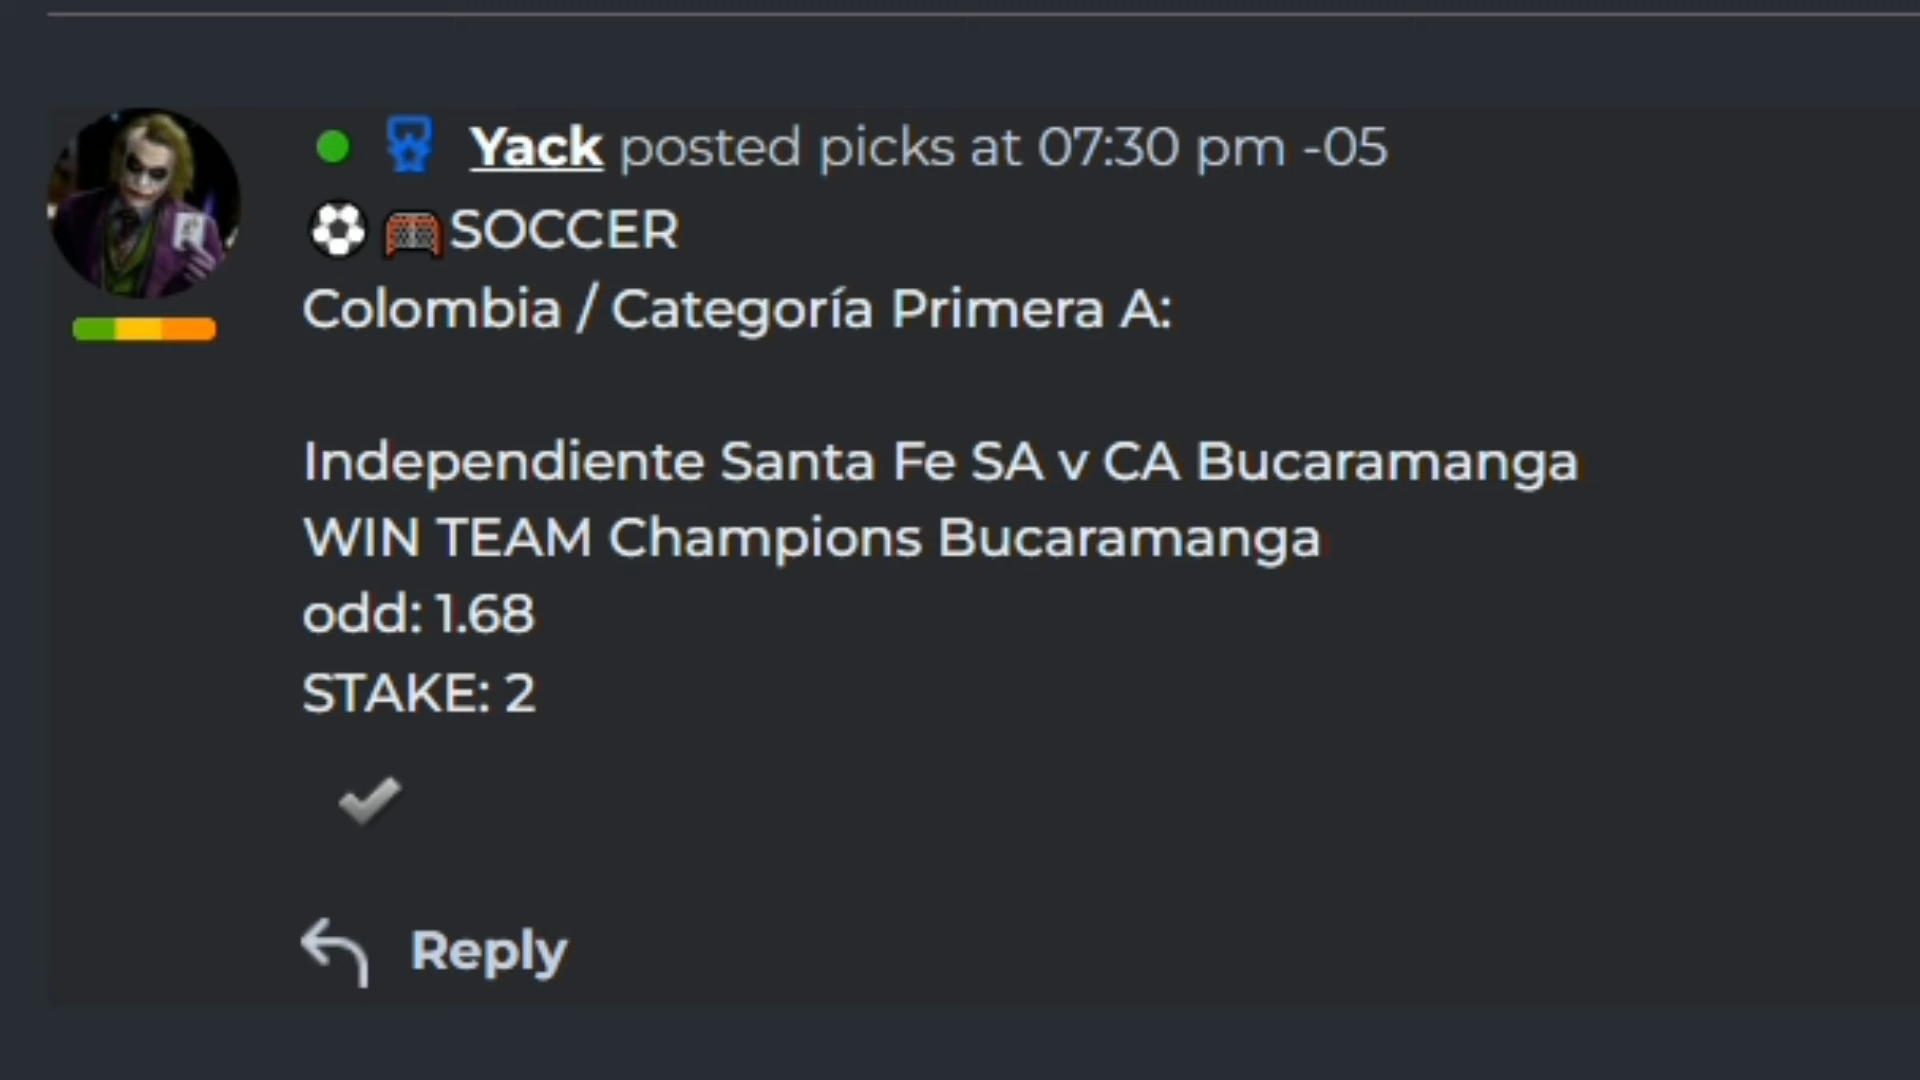 Yack posted picks at 07:30 pm -05
⚽🥅SOCCER
Colombia / Categoría Primera A:
Independiente Santa Fe SA v CA Bucaramanga
WIN TEAM Champions Bucaramanga
odd: 1.68
STAKE: 2
Reply